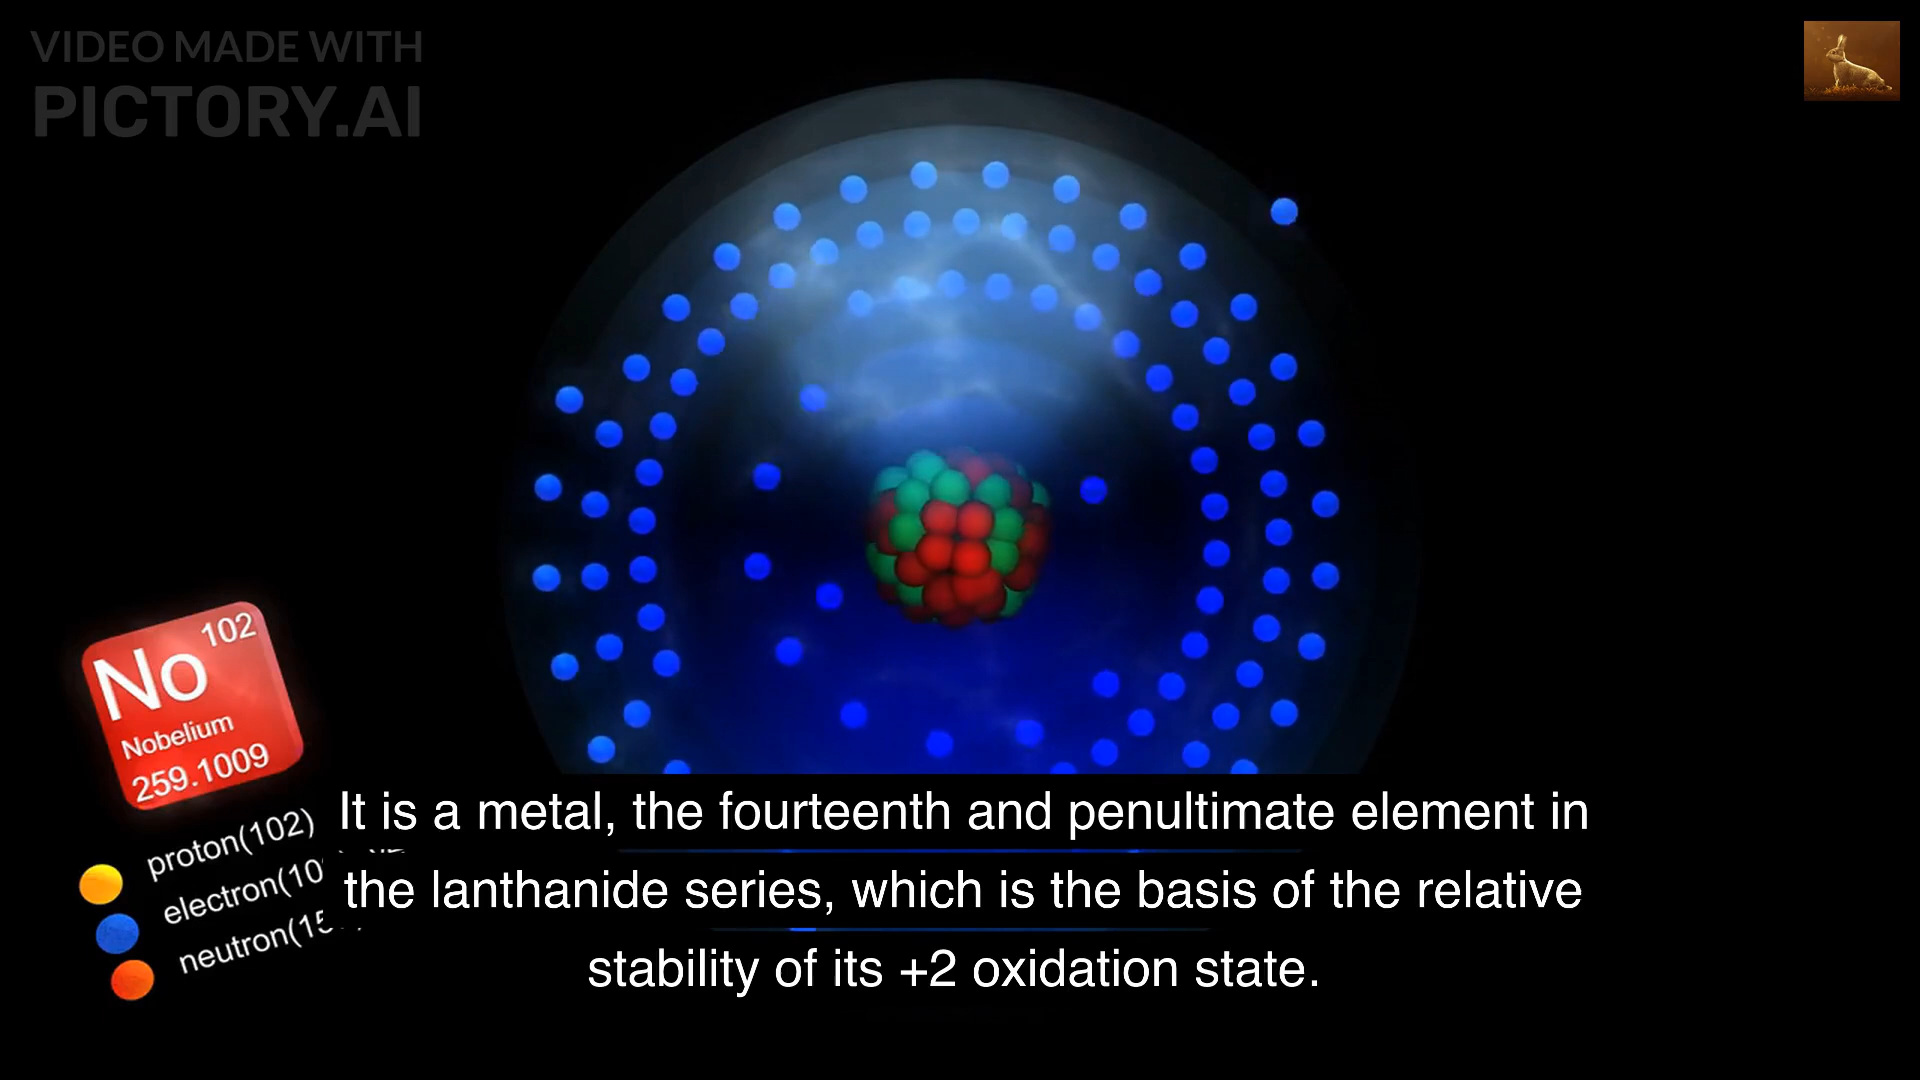 VIDEO MADE WITH
PICTORY.AI
102
No
Nobelium
259.1009
proton(102)
It is a metal, the fourteenth and penultimate element in
the lanthanide series, which is the basis of the relative
stability of its +2 oxidation state.